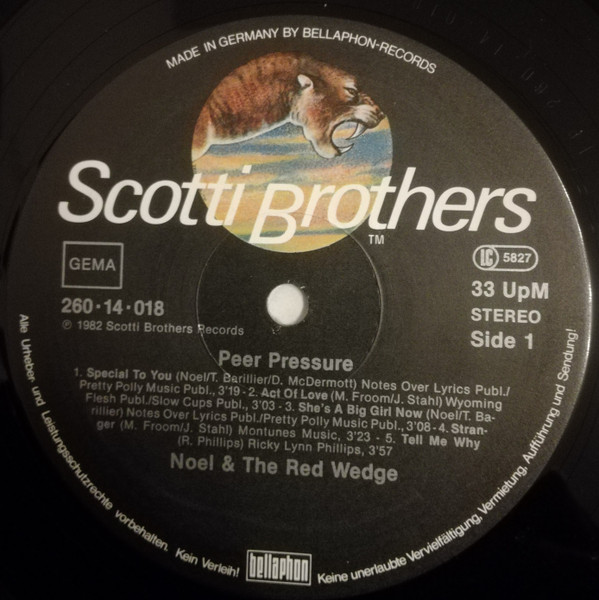 MADE IN GERMANY BY BELLAPHON-RECORDS
Scotti Brothers
TM
GEMA
LC 5827
260·14·018
33 UpM
℗ 1982 Scotti Brothers Records
STEREO
Side 1
Peer Pressure
1. Special To You (Noel/T. Barillier/D. McDermott) Notes Over Lyrics Publ./
Pretty Polly Music Publ., 3'19 - 2. Act Of Love (M. Froom/J. Stahl) Wyoming
Flesh Publ./Slow Cups Publ., 3'03 - 3. She's A Big Girl Now (Noel/T. Ba-
rillier) Notes Over Lyrics Publ./Pretty Polly Music Publ., 3'08 - 4. Stran-
ger (M. Froom/J. Stahl) Montunes Music, 3'23 - 5. Tell Me Why
(R. Phillips) Ricky Lynn Phillips, 3'57
Noel & The Red Wedge
Alle Urheber- und Leistungsschutzrechte vorbehalten. Kein Verleih!
bellaphon
Keine unerlaubte Vervielfältigung, Vermietung, Aufführung und Sendung!